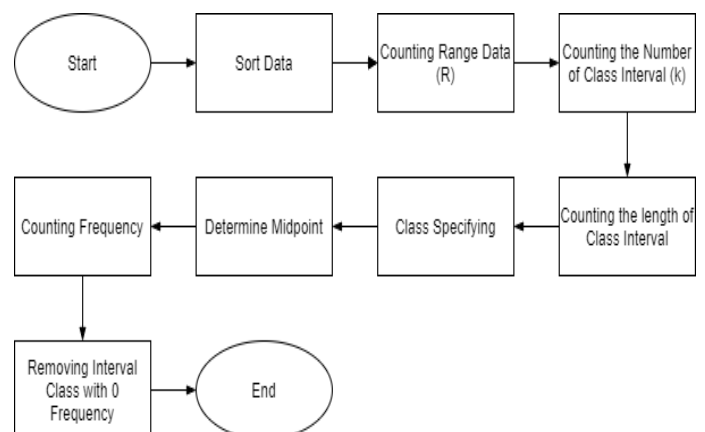 Start
Sort Data
Counting Range Data
(R)
Counting the Number
of Class Interval (k)
Counting the length of
Class Interval
Class Specifying
Determine Midpoint
Counting Frequency
Removing Interval
Class with 0
Frequency
End